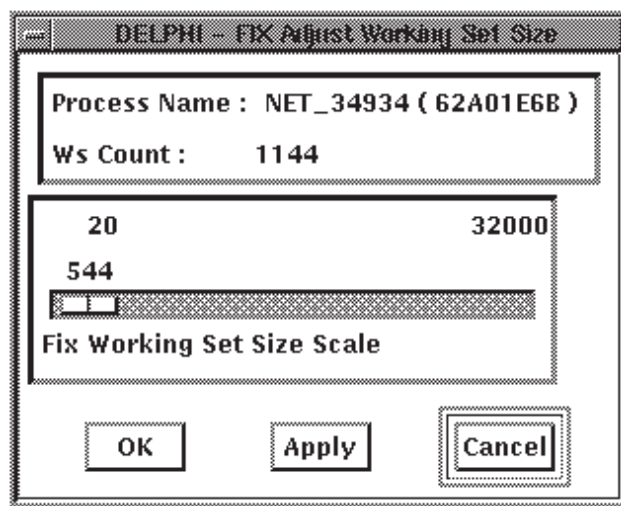 DELPHI - FIX Adjust Working Set Size
Process Name : NET_34934 ( 62A01E6B )
Ws Count : 1144
20 32000
544
Fix Working Set Size Scale
OK Apply Cancel